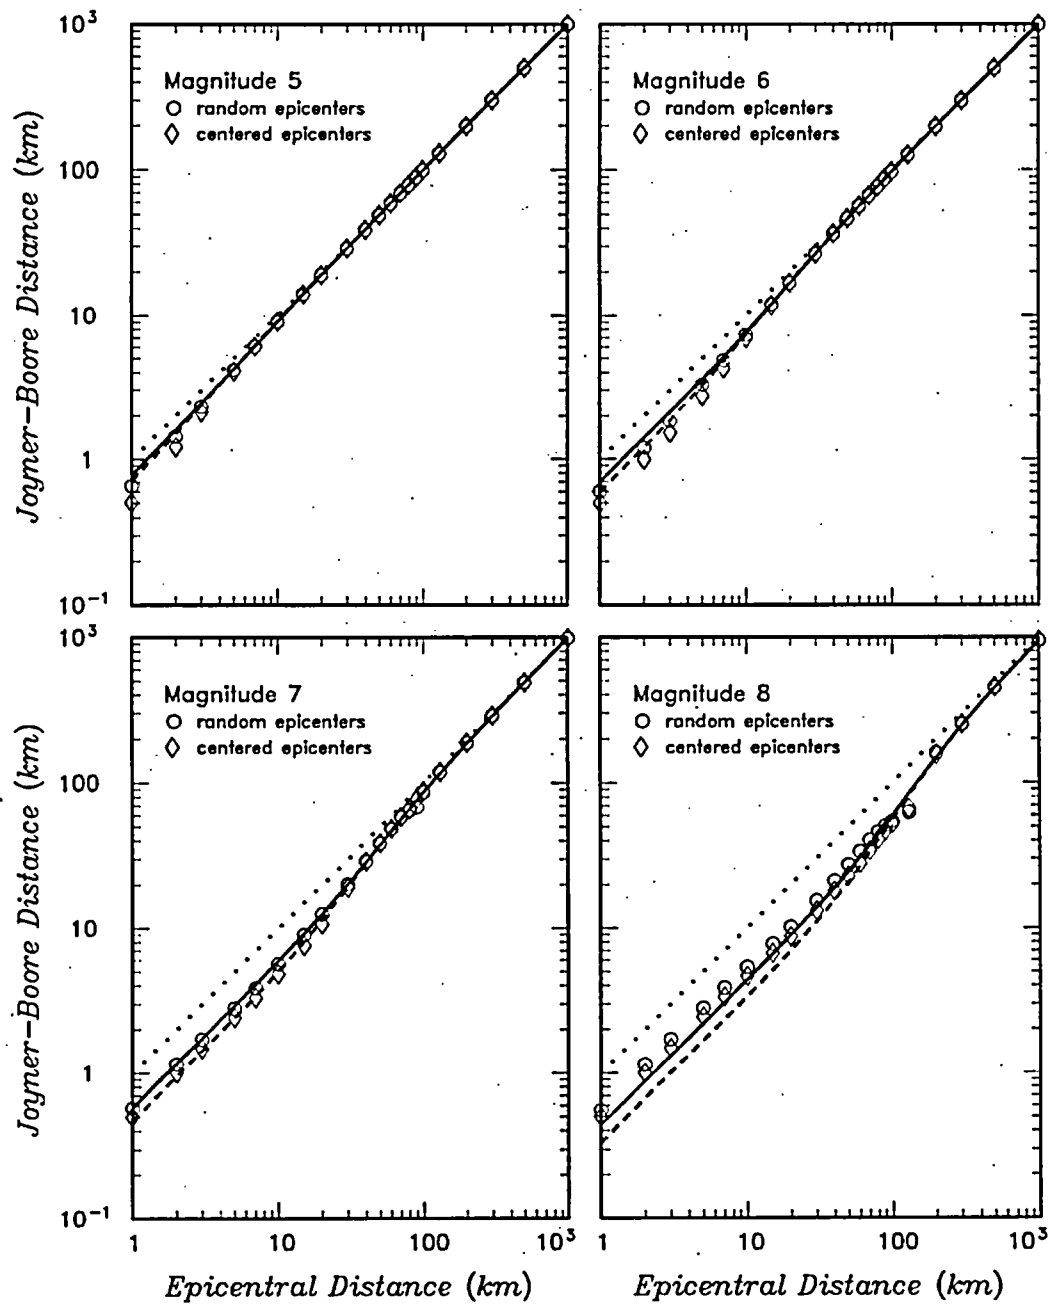 10³
Magnitude 5
random epicenters
centered epicenters
100
10
1
10⁻¹
Joyner-Boore Distance (km)
Magnitude 6
random epicenters
centered epicenters
10³
Magnitude 7
random epicenters
centered epicenters
100
10
1
10⁻¹
Joyner-Boore Distance (km)
1 10 100 10³
Epicentral Distance (km)
Magnitude 8
random epicenters
centered epicenters
1 10 100 10³
Epicentral Distance (km)